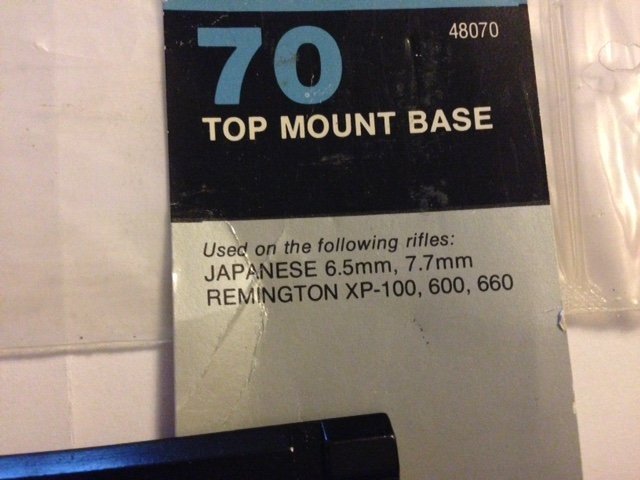 48070
70
TOP MOUNT BASE
Used on the following rifles:
JAPANESE 6.5mm, 7.7mm
REMINGTON XP-100, 600, 660